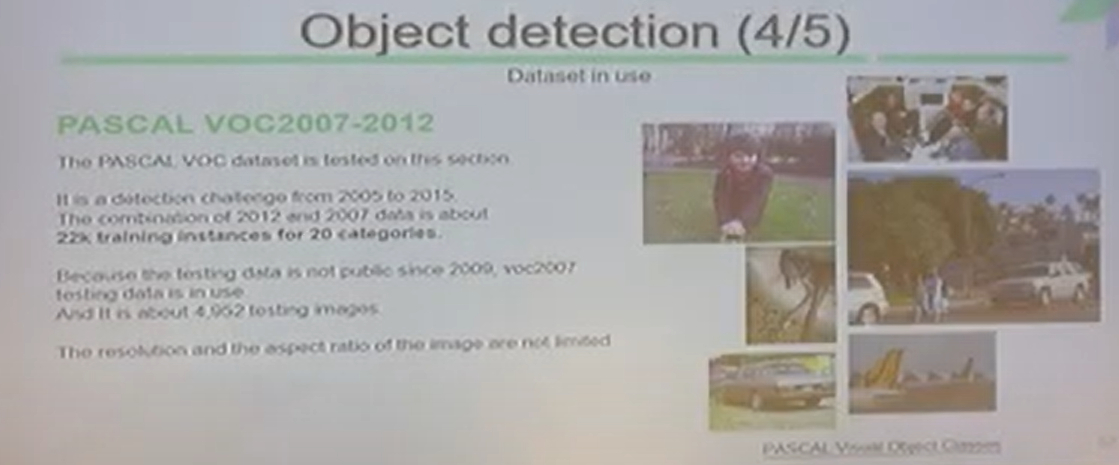 Object detection (4/5)
Dataset in use
PASCAL VOC2007-2012
The PASCAL VOC dataset is tested on this section.
It is a detection challenge from 2005 to 2015.
The combination of 2012 and 2007 data is about
22k training instances for 20 categories.
Because the testing data is not public since 2009, voc2007
testing data is in use.
And it is about 4,952 testing images.
The resolution and the aspect ratio of the image are not limited
PASCAL Visual Object Classes